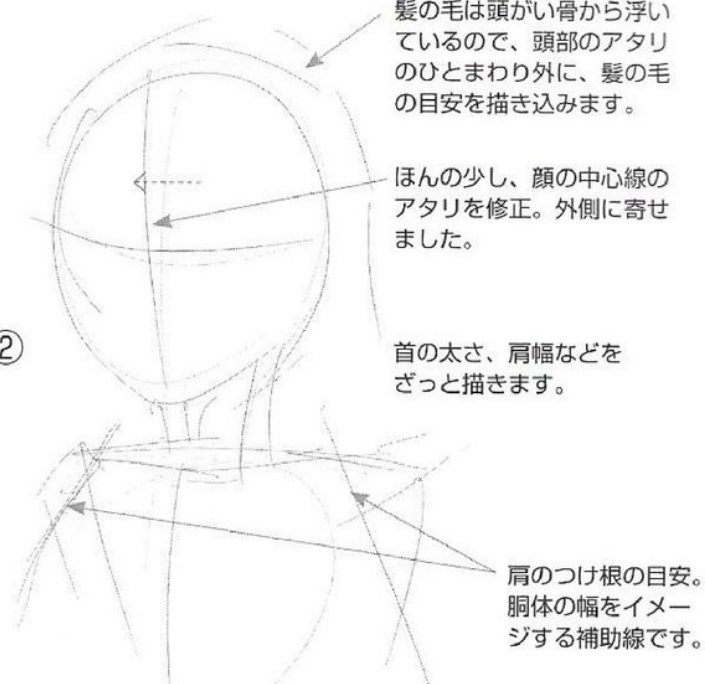 髪の毛は頭がい骨から浮い
ているので、頭部のアタリ
のひとまわり外に、髪の毛
の目安を描き込みます。
ほんの少し、顔の中心線の
アタリを修正。外側に寄せ
ました。
②
首の太さ、肩幅などを
ざっと描きます。
肩のつけ根の目安。
胴体の幅をイメー
ジする補助線です。